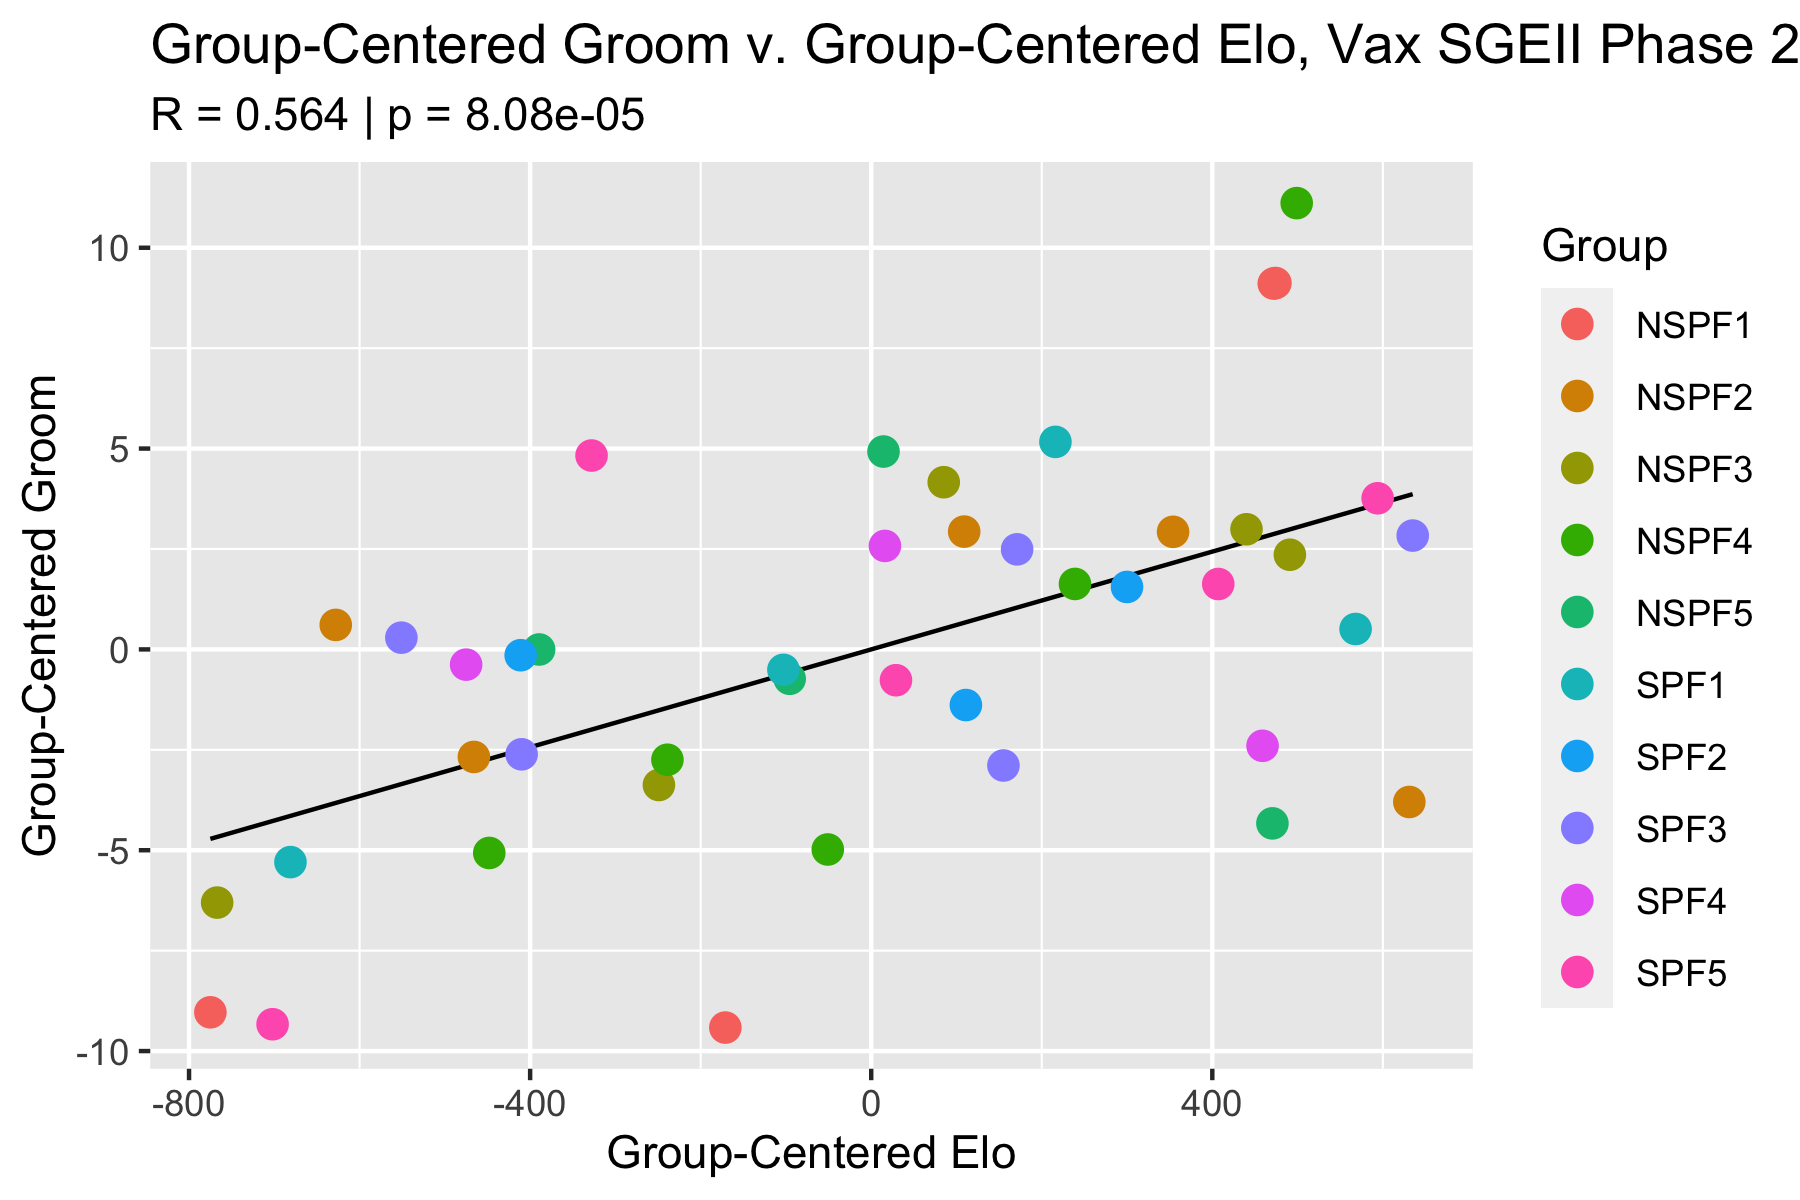 Group-Centered Groom v. Group-Centered Elo, Vax SGEII Phase 2
R = 0.564 | p = 8.08e-05
Group-Centered Groom
10
5
0
-5
-10
-800
-400
0
400
Group-Centered Elo
Group
NSPF1
NSPF2
NSPF3
NSPF4
NSPF5
SPF1
SPF2
SPF3
SPF4
SPF5